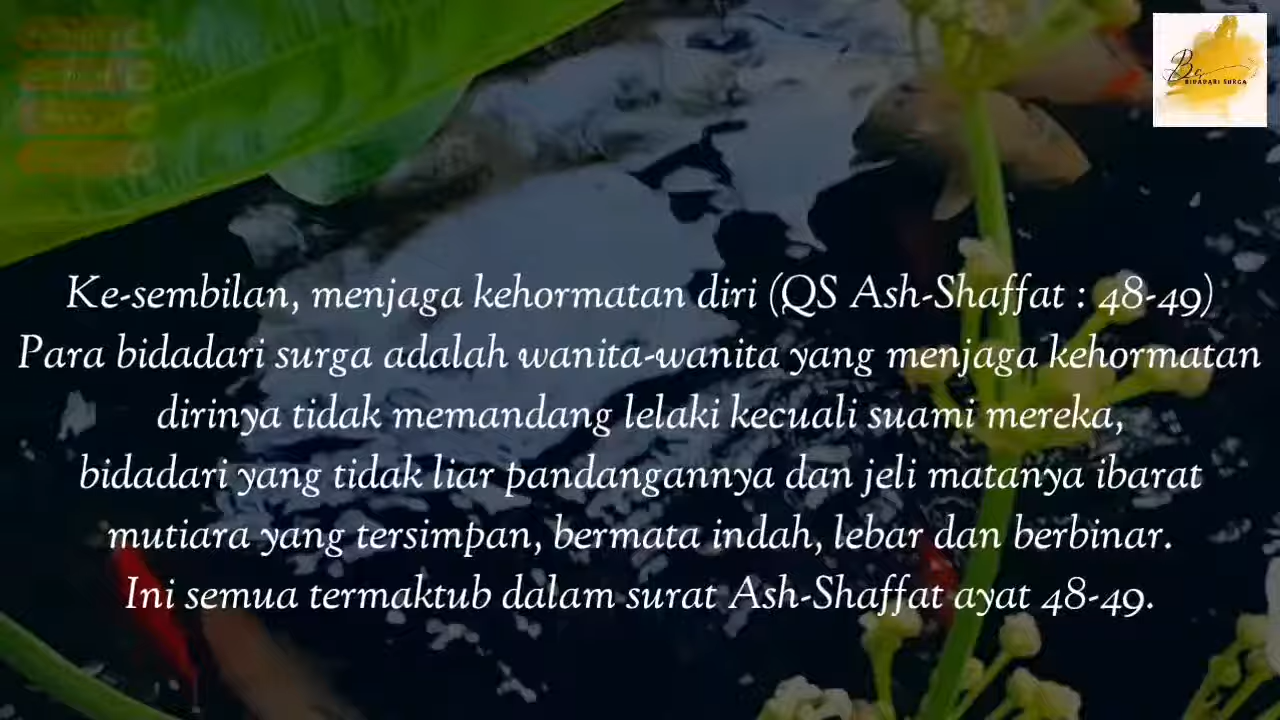 Bs
BIDADARI SURGA
Ke-sembilan, menjaga kehormatan diri (QS Ash-Shaffat : 48-49)
Para bidadari surga adalah wanita-wanita yang menjaga kehormatan
dirinya tidak memandang lelaki kecuali suami mereka,
bidadari yang tidak liar pandangannya dan jeli matanya ibarat
mutiara yang tersimpan, bermata indah, lebar dan berbinar.
Ini semua termaktub dalam surat Ash-Shaffat ayat 48-49.